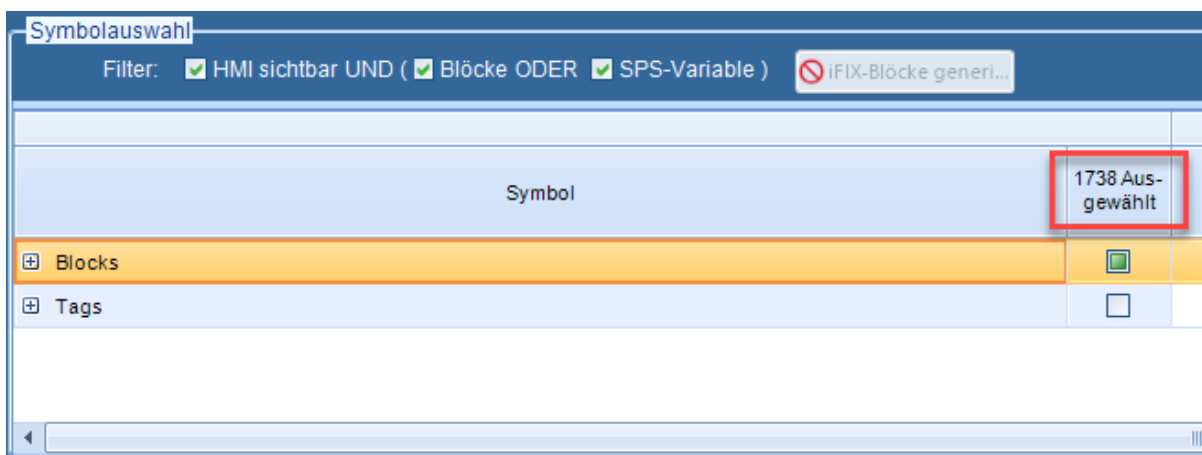 Symbolauswahl
Filter: HMI sichtbar UND ( Blöcke ODER SPS-Variable ) iFIX-Blöcke generi...
Symbol
1738 Aus-
gewählt
Blocks
Tags